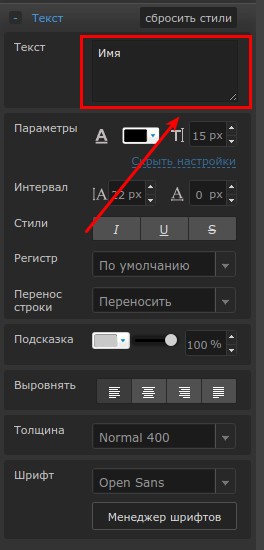 - Текст сбросить стили
Текст Имя
Параметры A 15 px
Скрыть настройки
Интервал A 22 px A 0 px
Стили I U S
Регистр По умолчанию
Перенос строки Переносить
Подсказка 100 %
Выровнять
Толщина Normal 400
Шрифт Open Sans
Менеджер шрифтов